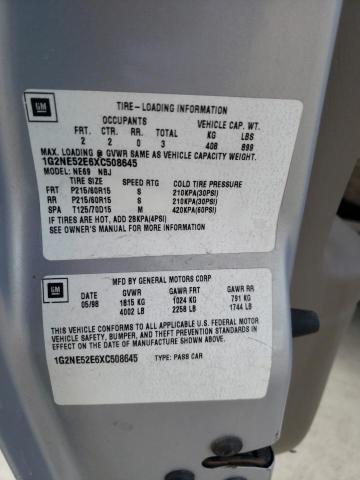 GM
TIRE-LOADING INFORMATION
OCCUPANTS VEHICLE CAP. WT.
FRT. CTR. RR. TOTAL KG LBS
2 2 0 3 408 899
MAX. LOADING @ GVWR SAME AS VEHICLE CAPACITY WEIGHT.
1G2NE52E6XC508645
MODEL: NE69 NBJ
TIRE SIZE SPEED RTG COLD TIRE PRESSURE
FRT P215/60R15 S 210KPA(30PSI)
RR P215/60R15 S 210KPA(30PSI)
SPA T125/70D15 M 420KPA(60PSI)
IF TIRES ARE HOT, ADD 28KPA(4PSI)
SEE OWNER'S MANUAL FOR MORE INFORMATION
GM
MFD BY GENERAL MOTORS CORP
DATE GVWR GAWR FRT GAWR RR
05/98 1815 KG 1024 KG 791 KG
4002 LB 2258 LB 1744 LB
THIS VEHICLE CONFORMS TO ALL APPLICABLE U.S. FEDERAL MOTOR
VEHICLE SAFETY, BUMPER, AND THEFT PREVENTION STANDARDS IN
EFFECT ON THE DATE OF MANUFACTURE SHOWN ABOVE.
1G2NE52E6XC508645 TYPE: PASS CAR